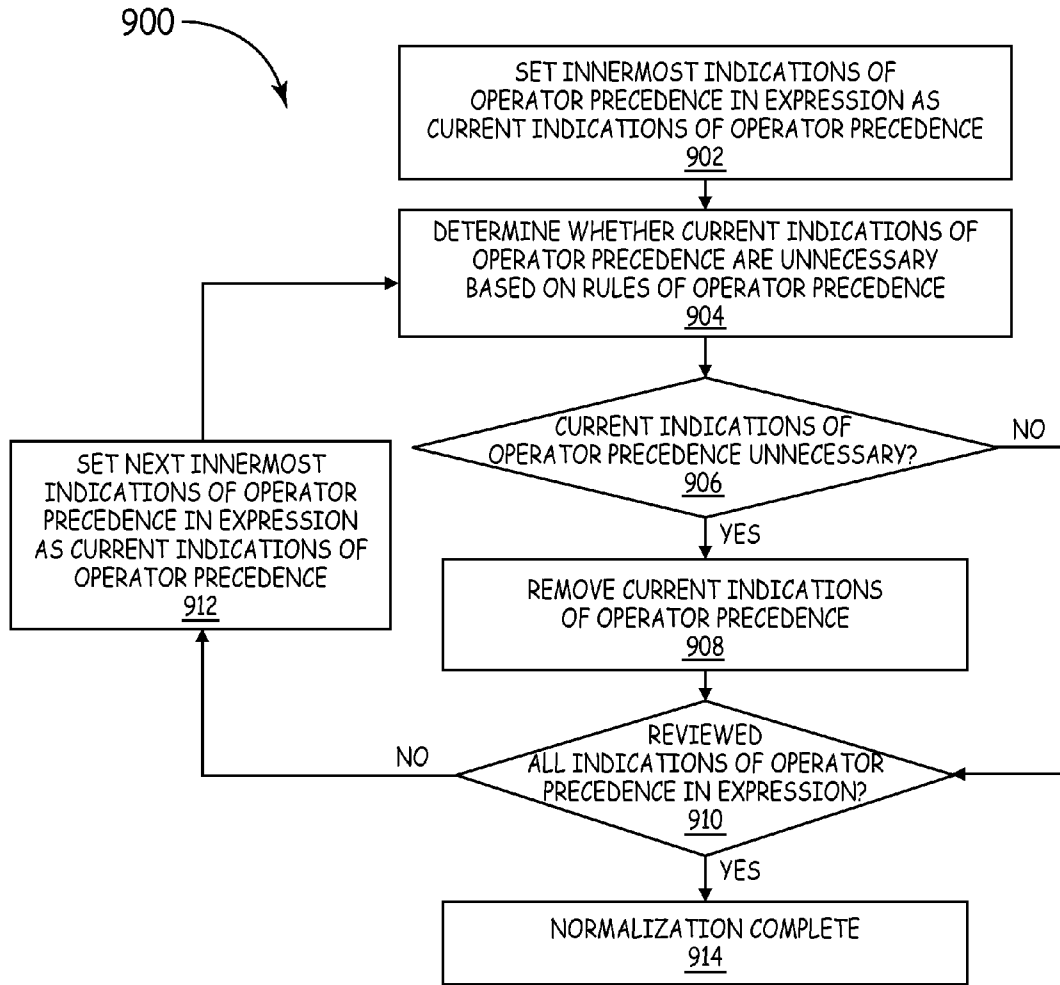 900
SET INNERMOST INDICATIONS OF
OPERATOR PRECEDENCE IN EXPRESSION AS
CURRENT INDICATIONS OF OPERATOR PRECEDENCE
902
DETERMINE WHETHER CURRENT INDICATIONS OF
OPERATOR PRECEDENCE ARE UNNECESSARY
BASED ON RULES OF OPERATOR PRECEDENCE
904
CURRENT INDICATIONS OF
OPERATOR PRECEDENCE UNNECESSARY?
906
NO
YES
SET NEXT INNERMOST
INDICATIONS OF OPERATOR
PRECEDENCE IN EXPRESSION
AS CURRENT INDICATIONS OF
OPERATOR PRECEDENCE
912
REMOVE CURRENT INDICATIONS
OF OPERATOR PRECEDENCE
908
REVIEWED
ALL INDICATIONS OF OPERATOR
PRECEDENCE IN EXPRESSION?
910
NO
YES
NORMALIZATION COMPLETE
914